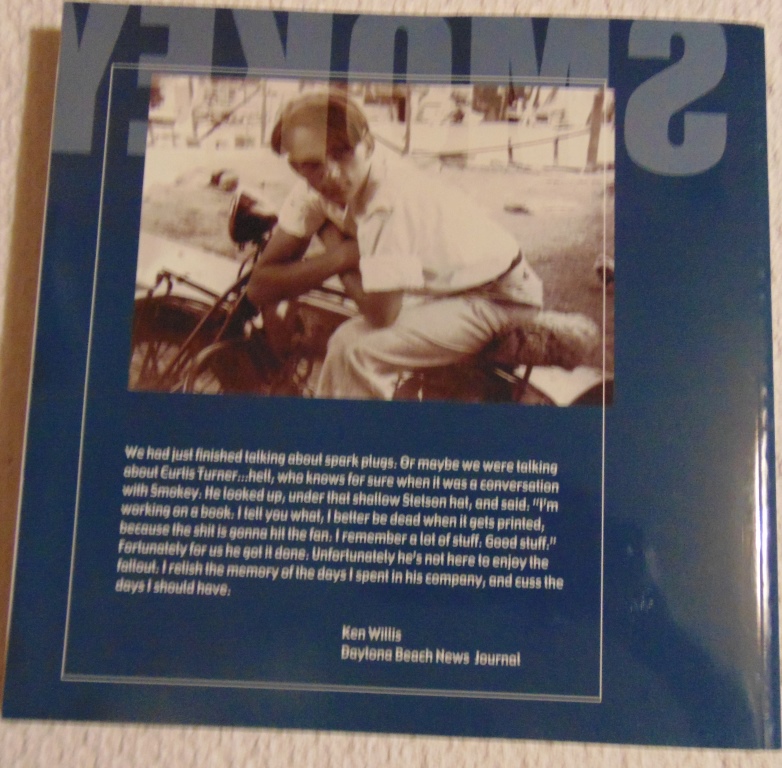 SMOKEY
We had just finished talking about spark plugs. Or maybe we were talking
about Curtis Turner...hell, who knows for sure when it was a conversation
with Smokey. He looked up, under that shallow Stetson hat, and said. "I'm
working on a book. I tell you what, I better be dead when it gets printed,
because the shit is gonna hit the fan. I remember a lot of stuff. Good stuff."
Fortunately for us he got it done. Unfortunately he's not here to enjoy the
fallout. I relish the memory of the days I spent in his company, and cuss the
days I should have.
Ken Willis
Daytona Beach News Journal